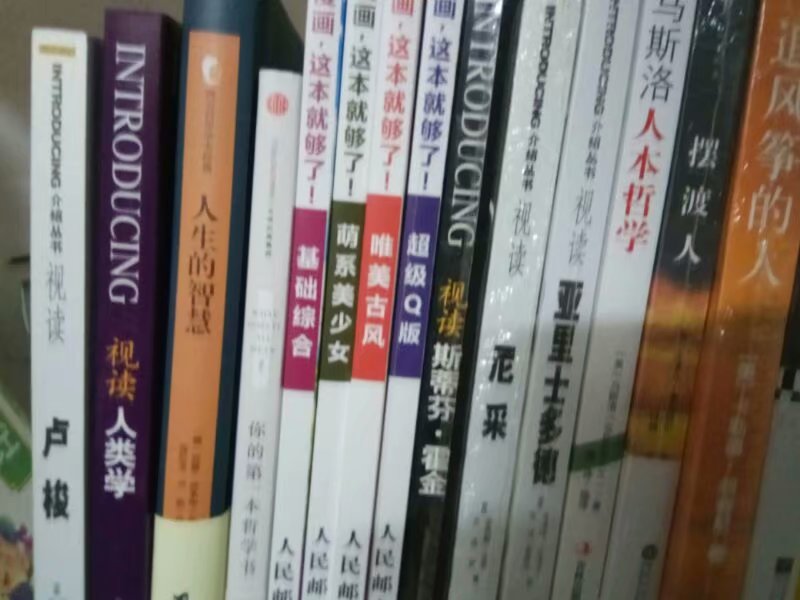 INTRODUCING 介绍丛书 视读 卢梭
INTRODUCING 视读 人类学
人生的智慧
你的第一本哲学书
画,这本就够了! 基础综合 人民邮
画,这本就够了! 萌系美少女 人民邮
画,这本就够了! 唯美古风 人民邮
画,这本就够了! 超级Q版 人民邮
INTRODUCING 视读 斯蒂芬·霍金
INTRODUCING 介绍丛书 视读 尼采
INTRODUCING 介绍丛书 视读 亚里士多德
马斯洛人本哲学
摆渡人
追风筝的人